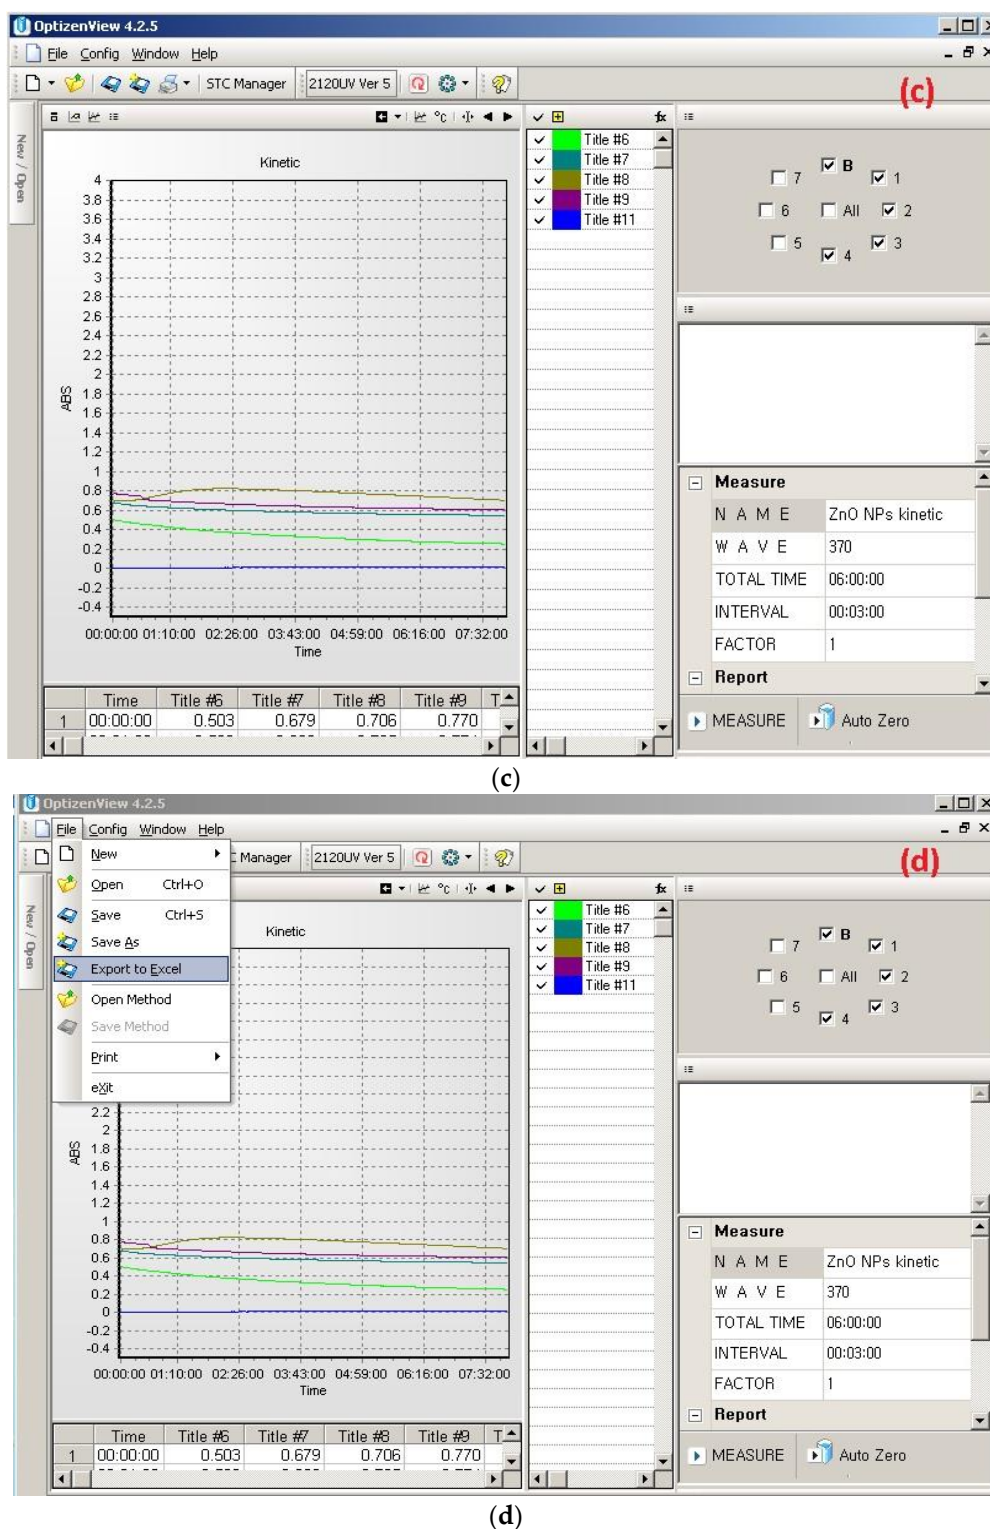 OptizenView 4.2.5
File Config Window Help
STC Manager 2120UV Ver 5
(c)
New / Open
°C
fx
Kinetic
ABS
4
3.8
3.6
3.4
3.2
3
2.8
2.6
2.4
2.2
2
1.8
1.6
1.4
1.2
1
0.8
0.6
0.4
0.2
0
-0.2
-0.4
00:00:00 01:10:00 02:26:00 03:43:00 04:59:00 06:16:00 07:32:00
Time
Title #6
Title #7
Title #8
Title #9
Title #11
B
7 1
6 All 2
5 3
4
Measure
N A M E ZnO NPs kinetic
W A V E 370
TOTAL TIME 06:00:00
INTERVAL 00:03:00
FACTOR 1
Report
MEASURE Auto Zero
Time Title #6 Title #7 Title #8 Title #9 T
1 00:00:00 0.503 0.679 0.706 0.770
(c)
OptizenView 4.2.5
File Config Window Help
Manager 2120UV Ver 5
(d)
New / Open
New
Open Ctrl+O
Save Ctrl+S
Save As
Export to Excel
Open Method
Save Method
Print
eXit
°C
fx
Kinetic
ABS
2.2
2
1.8
1.6
1.4
1.2
1
0.8
0.6
0.4
0.2
0
-0.2
-0.4
00:00:00 01:10:00 02:26:00 03:43:00 04:59:00 06:16:00 07:32:00
Time
Title #6
Title #7
Title #8
Title #9
Title #11
B
7 1
6 All 2
5 3
4
Measure
N A M E ZnO NPs kinetic
W A V E 370
TOTAL TIME 06:00:00
INTERVAL 00:03:00
FACTOR 1
Report
MEASURE Auto Zero
Time Title #6 Title #7 Title #8 Title #9 T
1 00:00:00 0.503 0.679 0.706 0.770
(d)